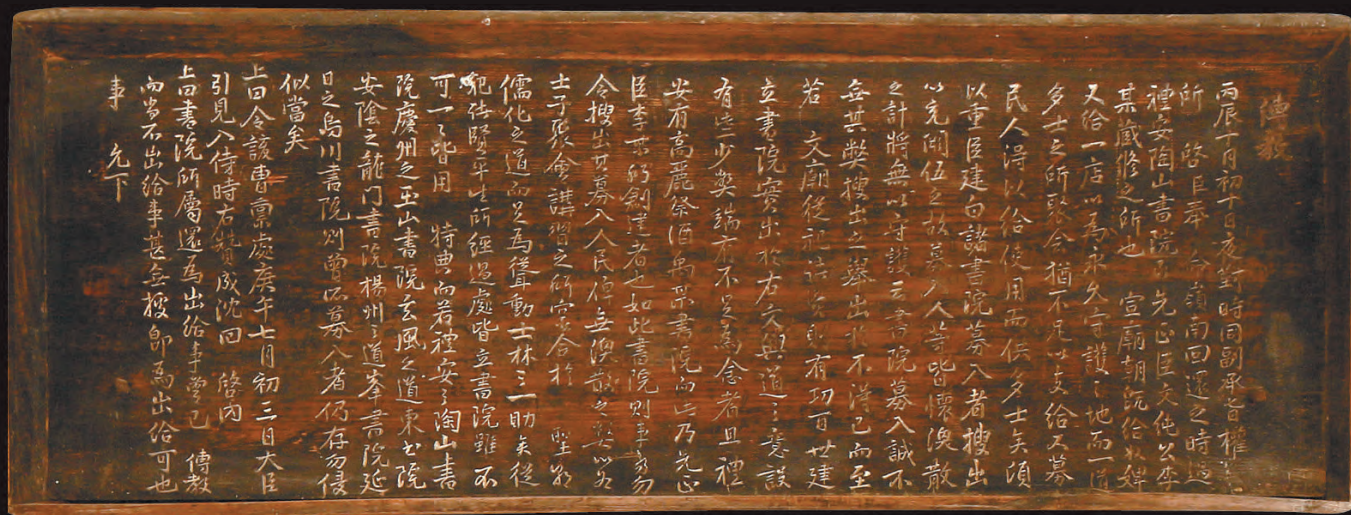 傳教
丙辰十月初十日夜對時同副承旨權
所 啓臣奉 命嶺南回還之時過
禮安陶山書院乃先正臣文純公李
其藏修之所也 宣廟朝旣給奴婢
又給一店以爲永久守護之地而一道
多士之所聚會猶不足以支給又募
民人得以給使用而供多士矣頃
以重臣建白諸書院募入者搜出
以充闕伍之故募入人等皆懷渙散
之計將無以守護云書院募入誠不
無其弊搜出之擧出於不得已而至
若 文廟從祀諸賢則有功百世建
立書院實出於右文興道之意設
有些少弊端有不足爲念者且禮
安有高麗祭酒禹倬書院而此乃先正
臣李某所創建者也如此書院則事勿
令搜出其募入人民俾無渙散之弊以爲
士子聚會講習之所實合於 聖朝
儒化之道而足爲聳動士林之一助矣從
祀儒賢平生所經過處皆立書院雖不
可一一皆用 特典而若禮安之陶山書
院慶州之玉山書院玄風之道東書院
安陰之龍門書院楊州之道峯書院延
日之烏川書院則曾已募入者仍存勿侵
似當矣
上曰令該曹稟處庚午七月初三日大臣
引見入侍時右贊成沈 所 啓內
上曰書院所屬還爲出給事曾已 傳敎
而尙不出給事甚無據卽爲出給可也
事 允下